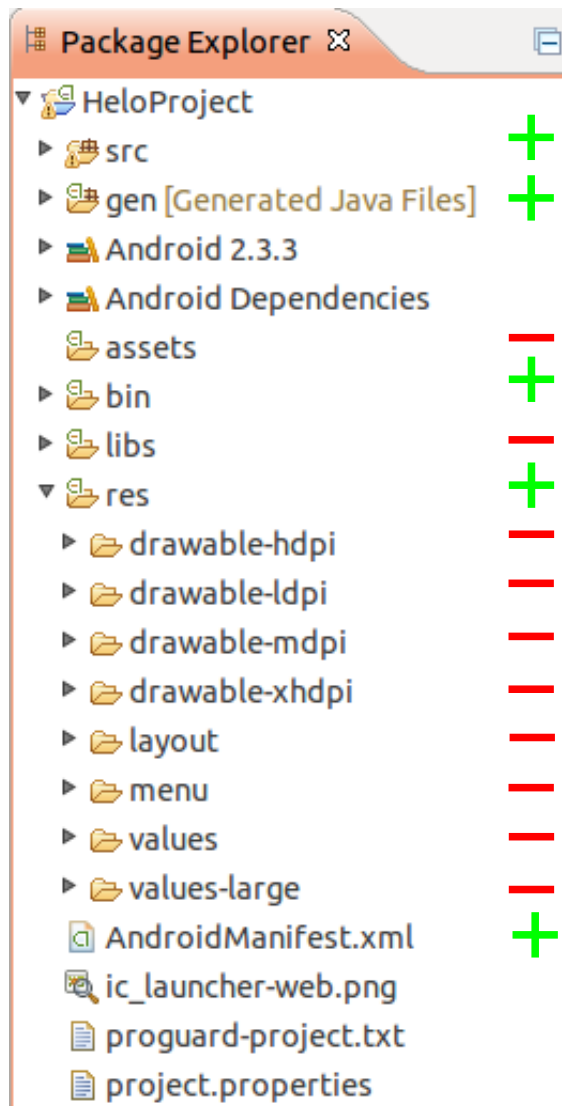 Package Explorer
HeloProject
src
gen [Generated Java Files]
Android 2.3.3
Android Dependencies
assets
bin
libs
res
drawable-hdpi
drawable-ldpi
drawable-mdpi
drawable-xhdpi
layout
menu
values
values-large
AndroidManifest.xml
ic_launcher-web.png
proguard-project.txt
project.properties